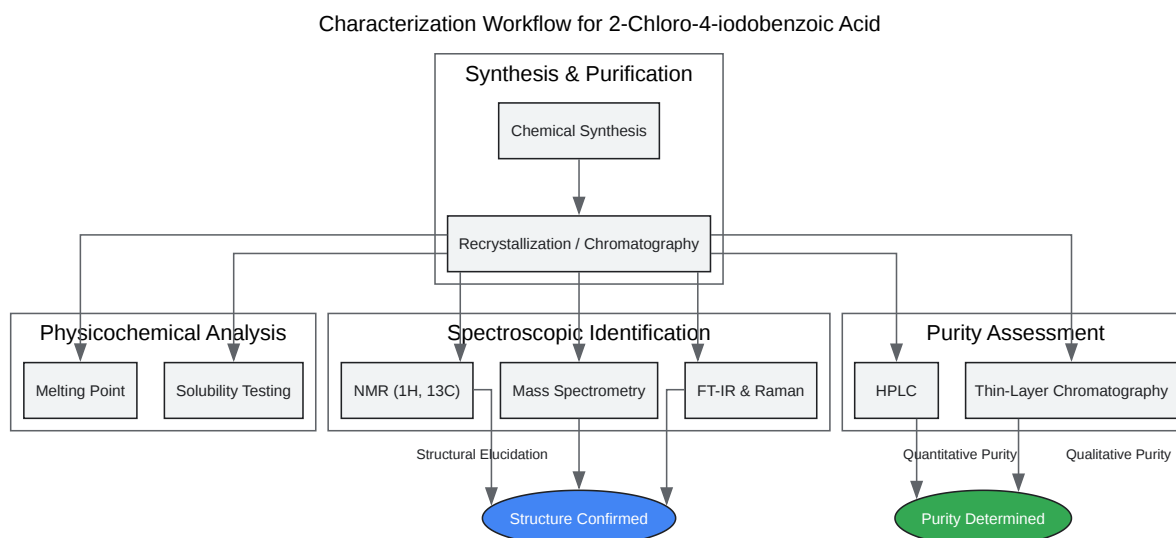 Characterization Workflow for 2-Chloro-4-iodobenzoic Acid
Synthesis & Purification
Chemical Synthesis
Recrystallization / Chromatography
Physicochemical Analysis
Melting Point
Solubility Testing
Spectroscopic Identification
NMR (1H, 13C)
Mass Spectrometry
FT-IR & Raman
Purity Assessment
HPLC
Thin-Layer Chromatography
Structural Elucidation
Quantitative Purity
Qualitative Purity
Structure Confirmed
Purity Determined